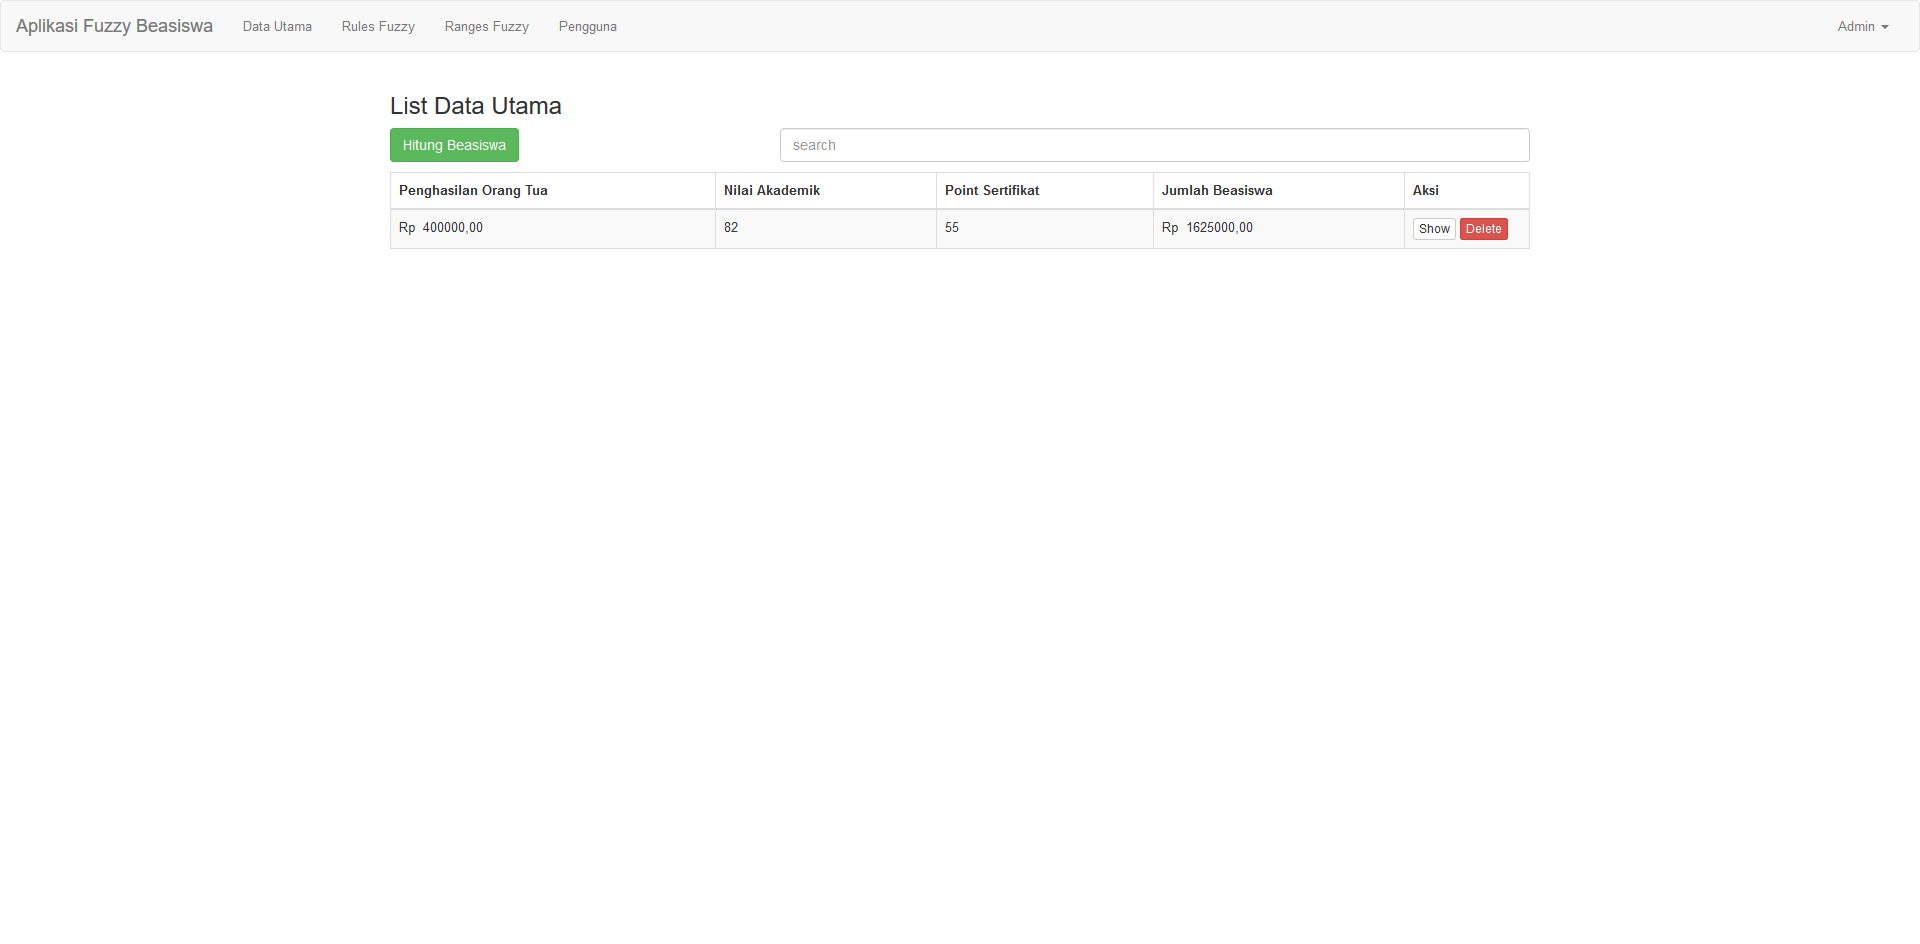 Aplikasi Fuzzy Beasiswa Data Utama Rules Fuzzy Ranges Fuzzy Pengguna Admin
List Data Utama
Hitung Beasiswa search
Penghasilan Orang Tua Nilai Akademik Point Sertifikat Jumlah Beasiswa Aksi
Rp 400000,00 82 55 Rp 1625000,00 Show Delete